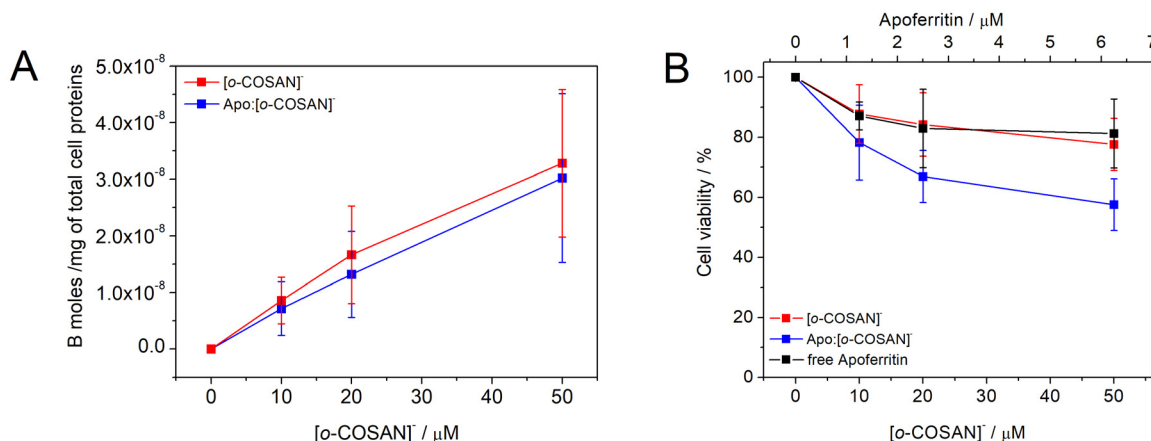 A
B moles /mg of total cell proteins
5.0x10⁻⁸
4.0x10⁻⁸
3.0x10⁻⁸
2.0x10⁻⁸
1.0x10⁻⁸
0.0
[o-COSAN]⁻
Apo:[o-COSAN]⁻
0 10 20 30 40 50
[o-COSAN]⁻ / μM
B
Apoferritin / μM
0 1 2 3 4 5 6 7
Cell viability / %
100
80
60
40
20
0
[o-COSAN]⁻
Apo:[o-COSAN]⁻
free Apoferritin
0 10 20 30 40 50
[o-COSAN]⁻ / μM